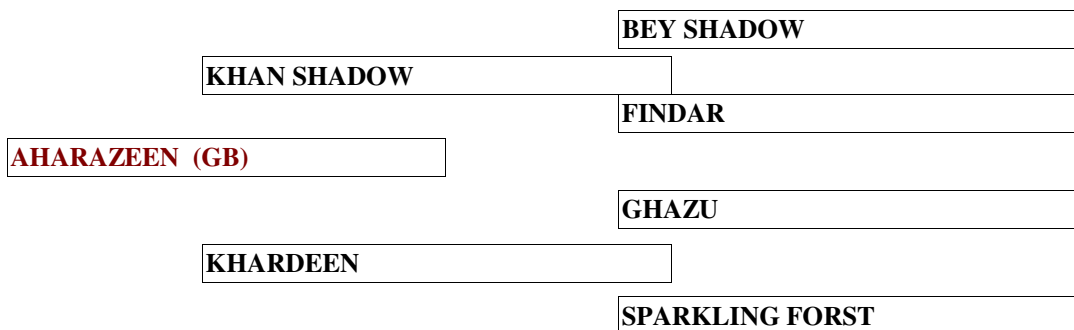 BEY SHADOW
KHAN SHADOW
FINDAR
AHARAZEEN (GB)
GHAZU
KHARDEEN
SPARKLING FORST